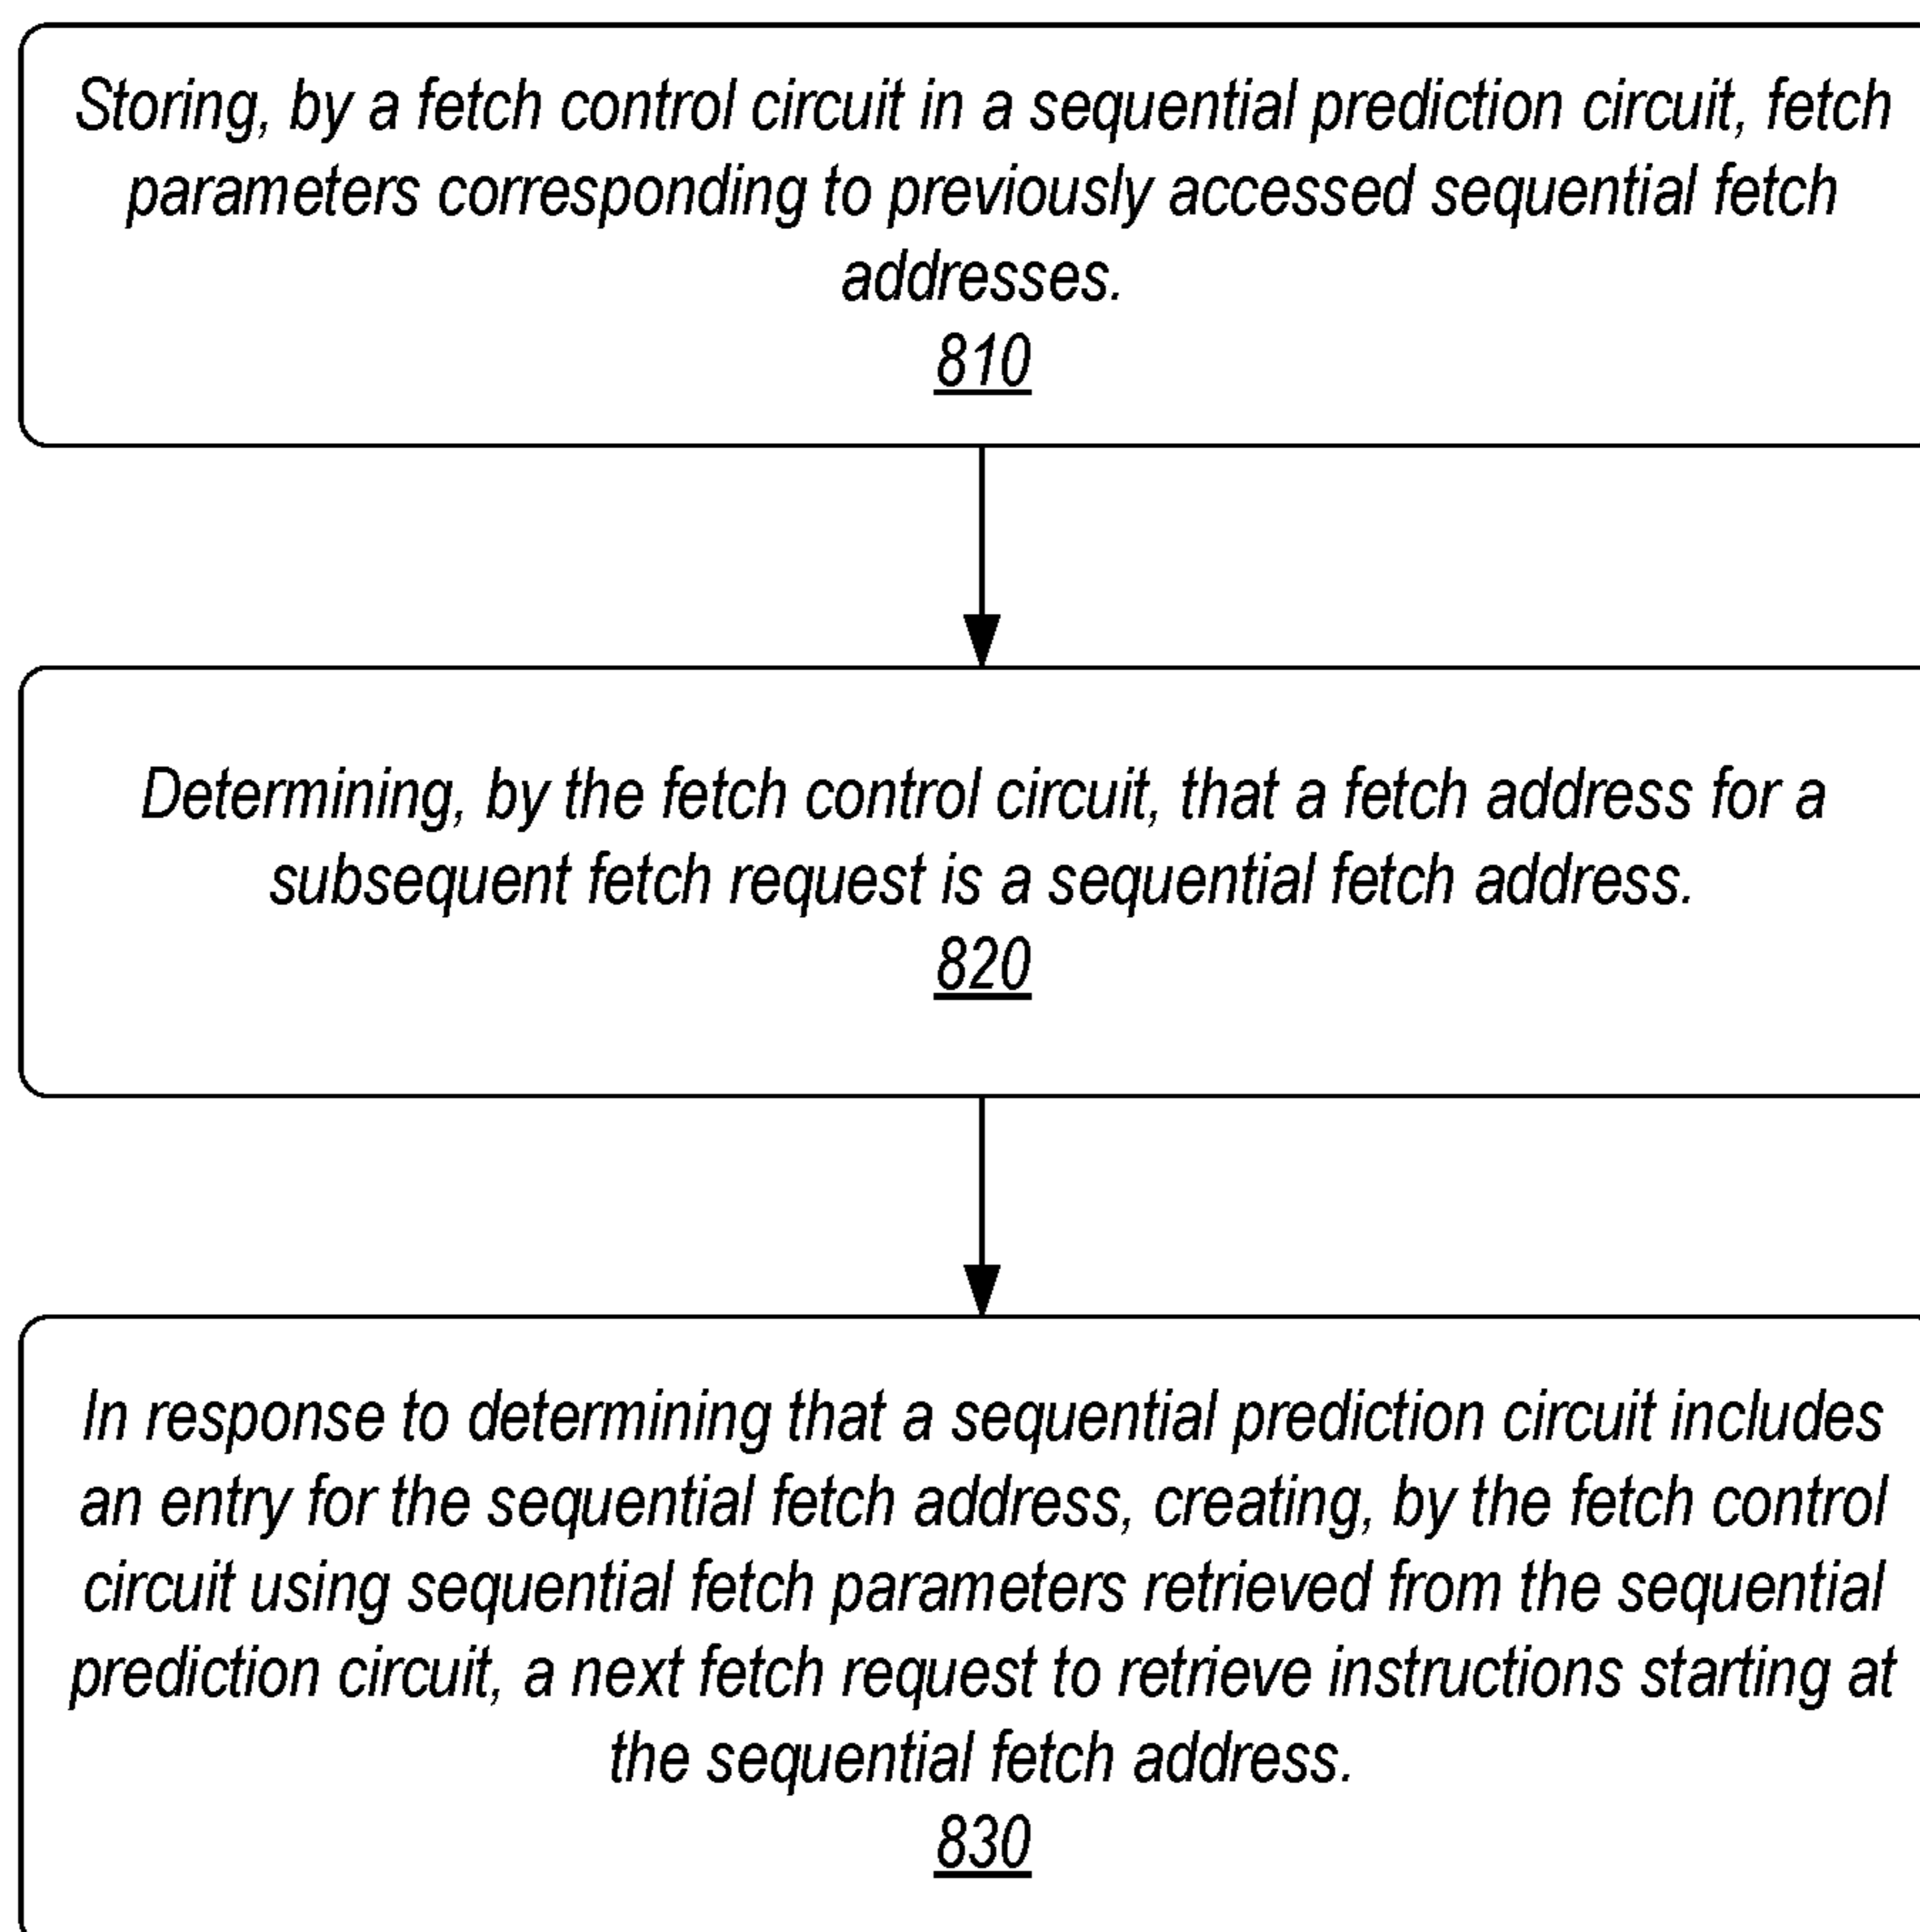 Storing, by a fetch control circuit in a sequential prediction circuit, fetch
parameters corresponding to previously accessed sequential fetch
addresses.
810
Determining, by the fetch control circuit, that a fetch address for a
subsequent fetch request is a sequential fetch address.
820
In response to determining that a sequential prediction circuit includes
an entry for the sequential fetch address, creating, by the fetch control
circuit using sequential fetch parameters retrieved from the sequential
prediction circuit, a next fetch request to retrieve instructions starting at
the sequential fetch address.
830